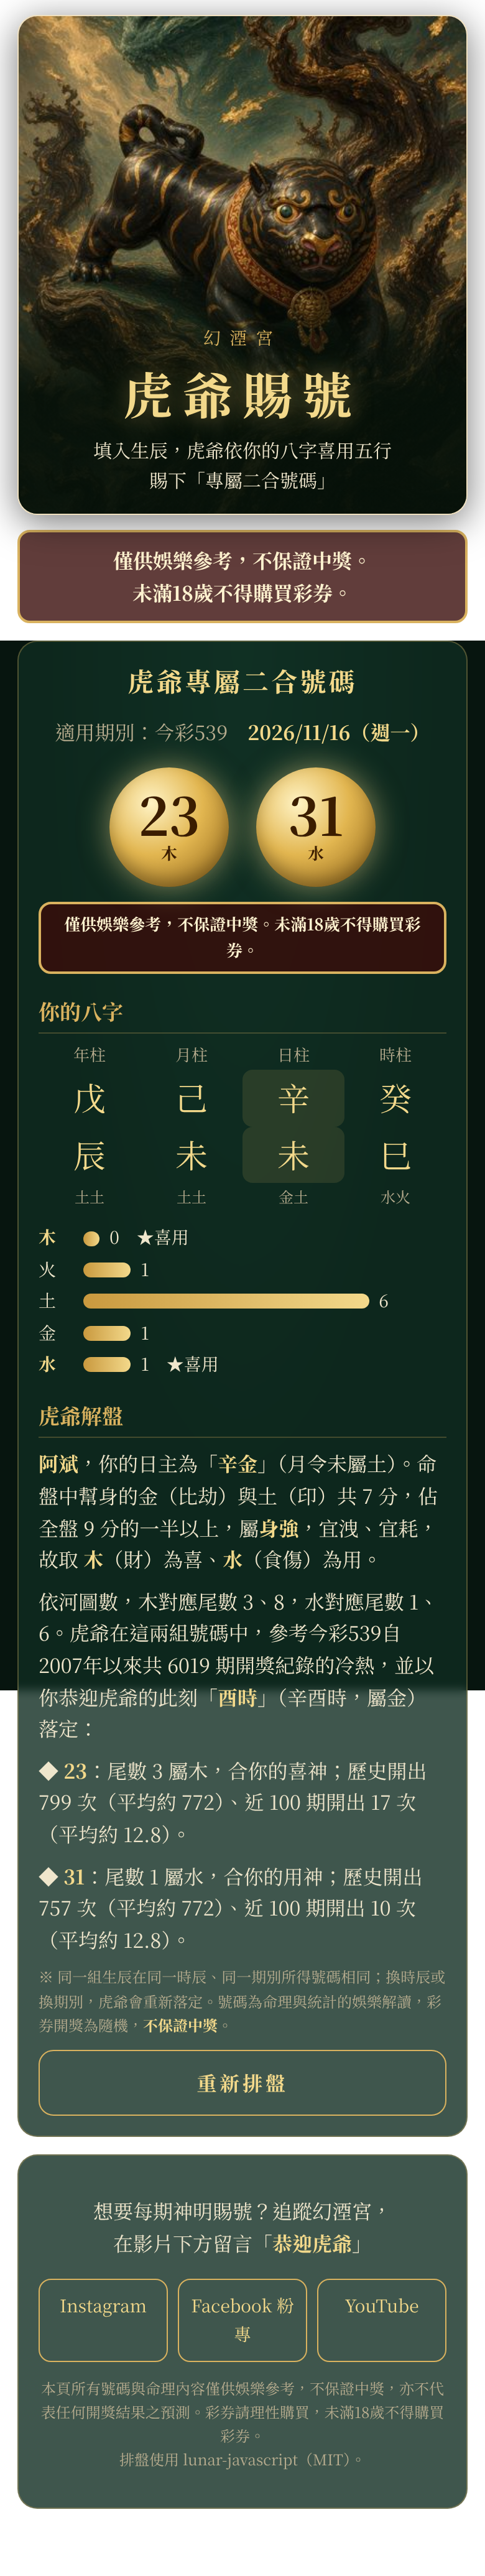 幻湮宮
虎爺賜號
填入生辰，虎爺依你的八字喜用五行
賜下「專屬二合號碼」
僅供娛樂參考，不保證中獎。
未滿18歲不得購買彩券。
虎爺專屬二合號碼
適用期別：今彩539　2026/11/16（週一）
23 31
木 水
僅供娛樂參考，不保證中獎。未滿18歲不得購買彩
券。
你的八字
年柱 月柱 日柱 時柱
戊 己 辛 癸
辰 未 未 巳
土土 土土 金土 水火
木 0 ★喜用
火 1
土 6
金 1
水 1 ★喜用
虎爺解盤
阿斌，你的日主為「辛金」（月令未屬土）。命
盤中幫身的金（比劫）與土（印）共 7 分，佔
全盤 9 分的一半以上，屬身強，宜洩、宜耗，
故取 木（財）為喜、水（食傷）為用。
依河圖數，木對應尾數 3、8，水對應尾數 1、
6。虎爺在這兩組號碼中，參考今彩539自
2007年以來共 6019 期開獎紀錄的冷熱，並以
你恭迎虎爺的此刻「酉時」（辛酉時，屬金）
落定：
◆ 23：尾數 3 屬木，合你的喜神；歷史開出
799 次（平均約 772）、近 100 期開出 17 次
（平均約 12.8）。
◆ 31：尾數 1 屬水，合你的用神；歷史開出
757 次（平均約 772）、近 100 期開出 10 次
（平均約 12.8）。
※ 同一組生辰在同一時辰、同一期別所得號碼相同；換時辰或
換期別，虎爺會重新落定。號碼為命理與統計的娛樂解讀，彩
券開獎為隨機，不保證中獎。
重新排盤
想要每期神明賜號？追蹤幻湮宮，
在影片下方留言「恭迎虎爺」
Instagram Facebook 粉 YouTube
專
本頁所有號碼與命理內容僅供娛樂參考，不保證中獎，亦不代
表任何開獎結果之預測。彩券請理性購買，未滿18歲不得購買
彩券。
排盤使用 lunar-javascript（MIT）。